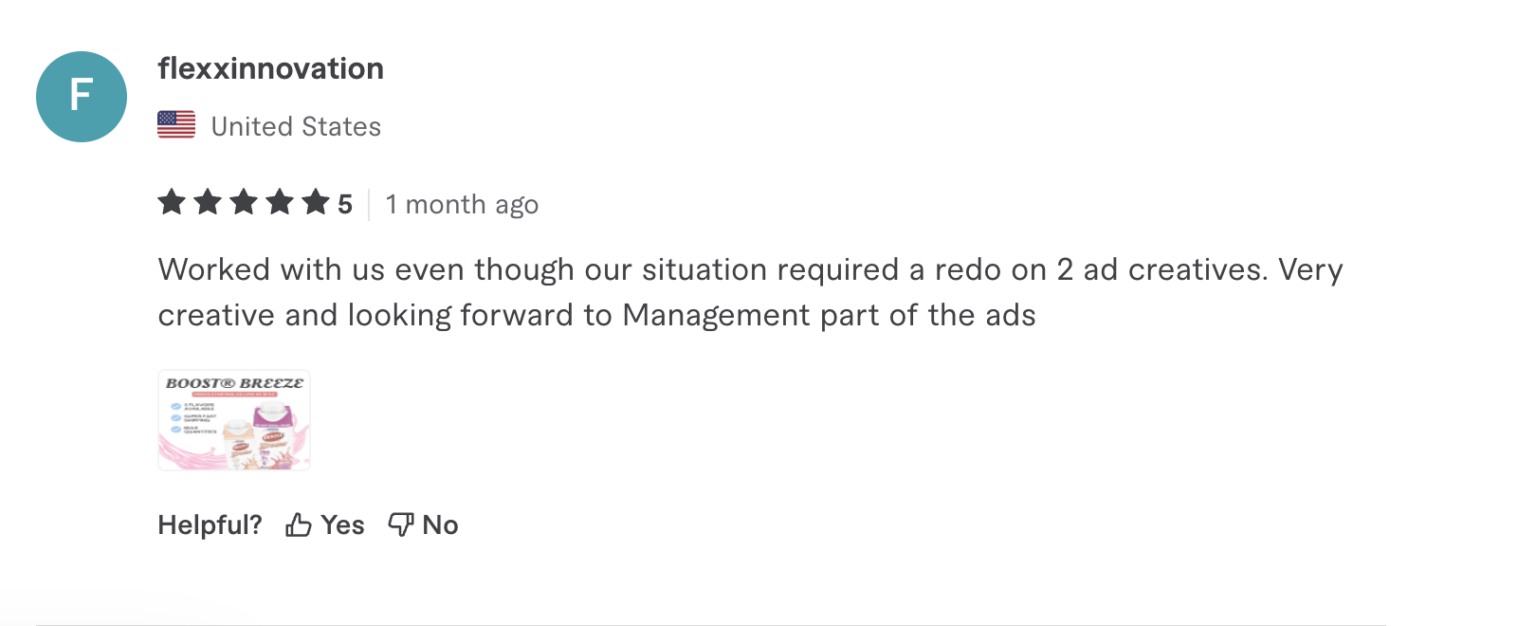 F
flexxinnovation
United States
5
1 month ago
Worked with us even though our situation required a redo on 2 ad creatives. Very
creative and looking forward to Management part of the ads
BOOST® BREEZE
Helpful?
Yes
No